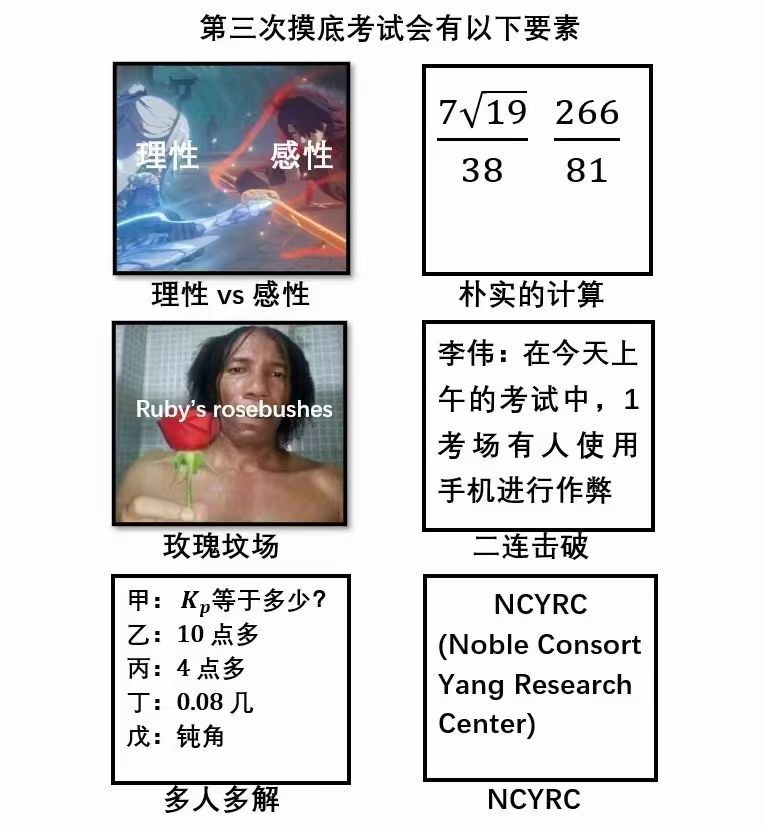 第三次摸底考试会有以下要素
理性 感性
理性 vs 感性
7√19/38 266/81
朴实的计算
Ruby's rosebushes
玫瑰坟场
李伟：在今天上
午的考试中，1
考场有人使用
手机进行作弊
二连击破
甲：Kₚ等于多少？
乙：10 点多
丙：4 点多
丁：0.08 几
戊：钝角
多人多解
NCYRC
(Noble Consort
Yang Research
Center)
NCYRC